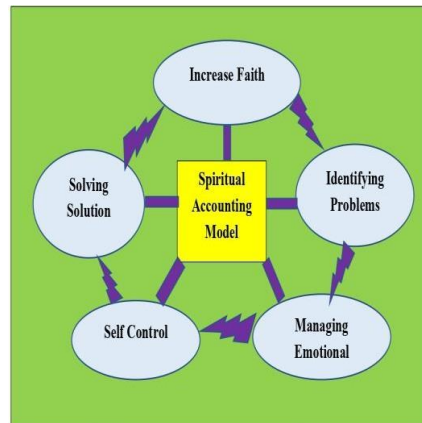 Increase Faith
Solving
Solution
Spiritual
Accounting
Model
Identifying
Problems
Self Control
Managing
Emotional